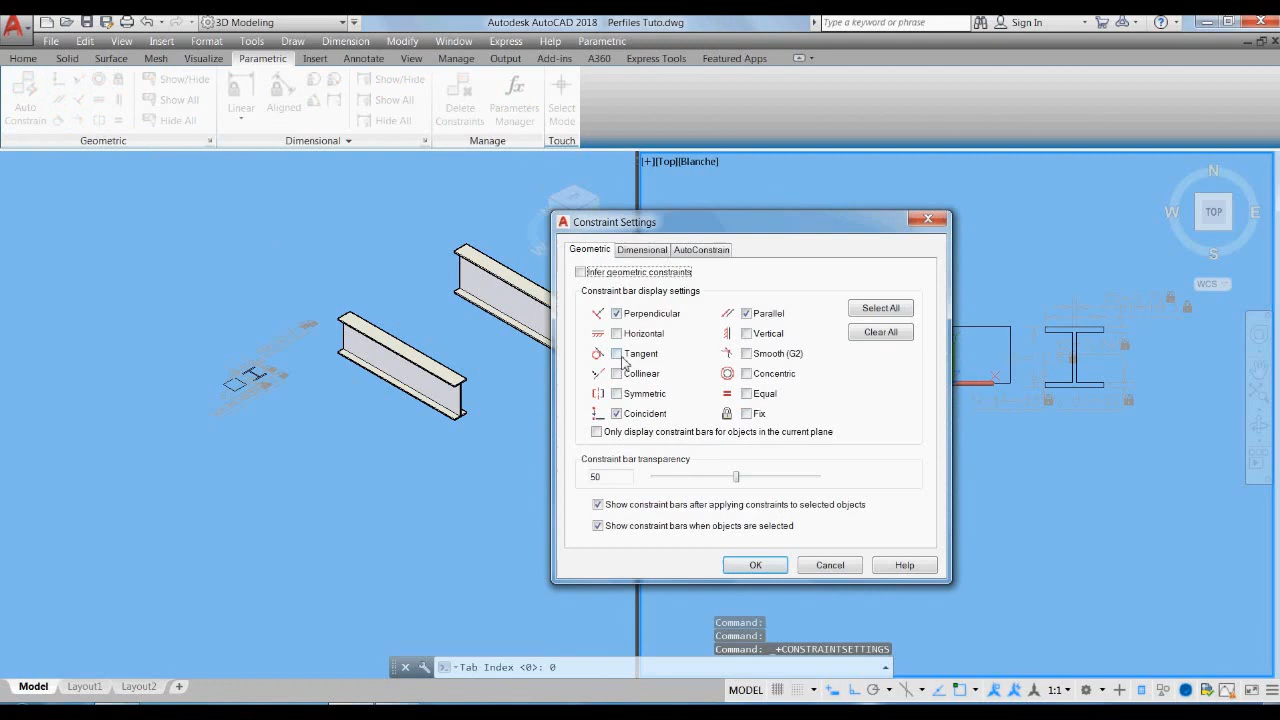 3D Modeling
Autodesk AutoCAD 2018 Perfiles Tuto.dwg
Type a keyword or phrase
Sign In
File Edit View Insert Format Tools Draw Dimension Modify Window Express Help Parametric
Home Solid Surface Mesh Visualize Parametric Insert Annotate View Manage Output Add-ins A360 Express Tools Featured Apps
Auto Constrain
Show/Hide
Show All
Hide All
Linear
Aligned
Show/Hide
Show All
Hide All
Delete Constraints
Parameters Manager
Select Mode
Geometric
Dimensional
Manage
Touch
[+][Top][Blanche]
N
W TOP E
S
WCS
Constraint Settings
Geometric Dimensional AutoConstrain
Infer geometric constraints
Constraint bar display settings
Perpendicular Parallel Select All
Horizontal Vertical Clear All
Tangent Smooth (G2)
Collinear Concentric
Symmetric Equal
Coincident Fix
Only display constraint bars for objects in the current plane
Constraint bar transparency
50
Show constraint bars after applying constraints to selected objects
Show constraint bars when objects are selected
OK Cancel Help
Command:
Command:
Command: _+CONSTRAINTSETTINGS
Tab Index <0>: 0
Model Layout1 Layout2 +
MODEL 1:1